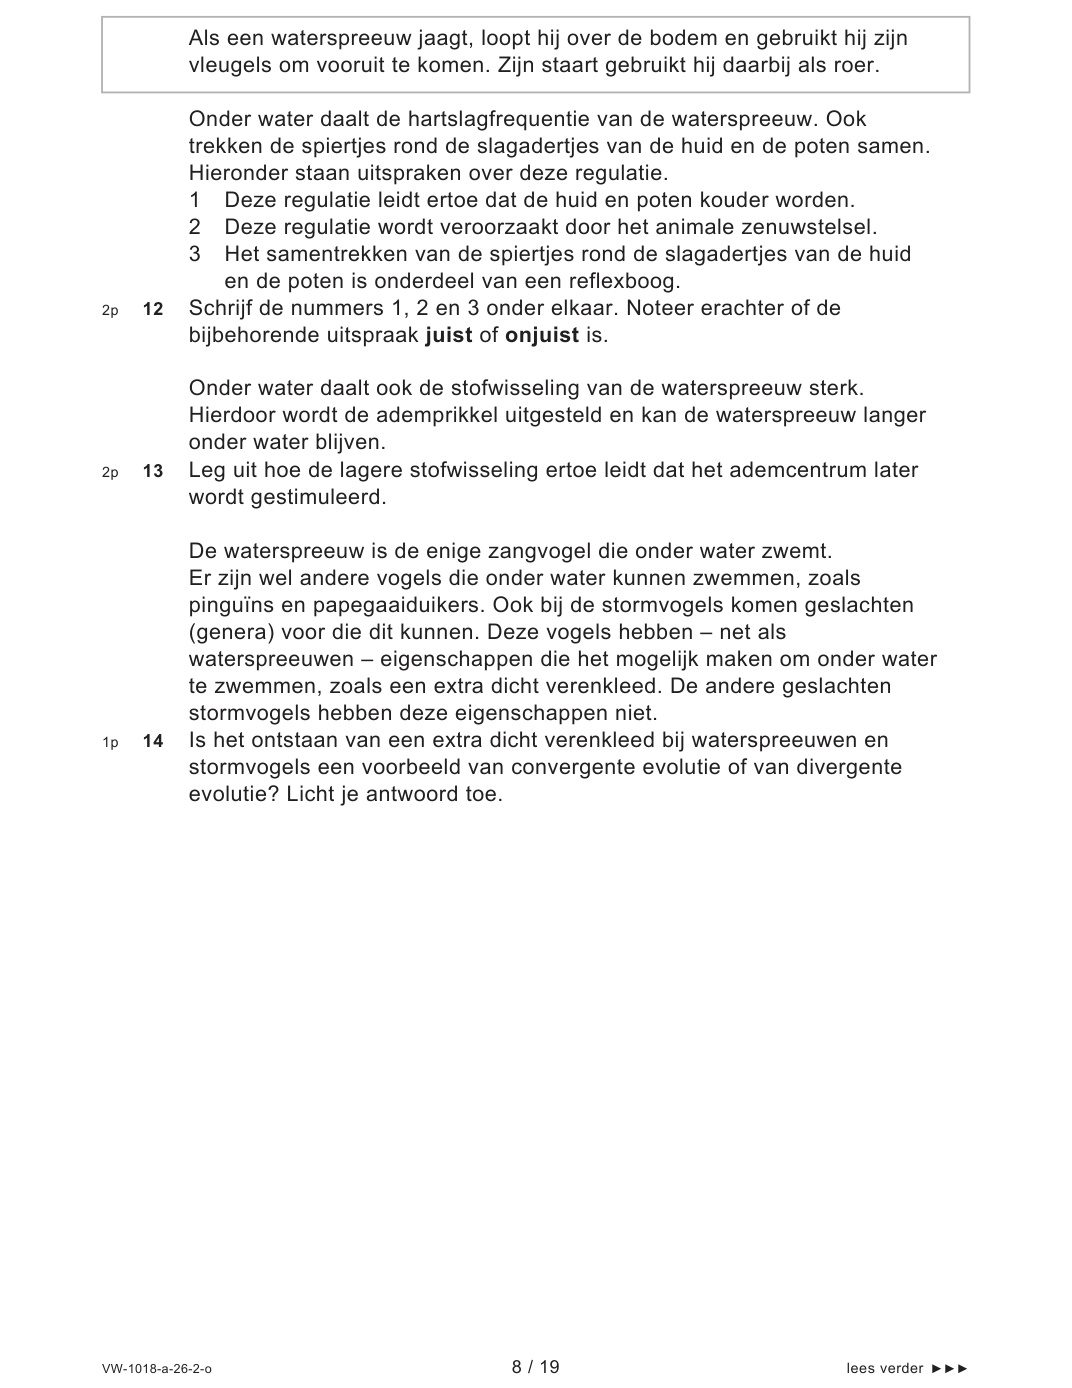 Als een waterspreeuw jaagt, loopt hij over de bodem en gebruikt hij zijn
vleugels om vooruit te komen. Zijn staart gebruikt hij daarbij als roer.
Onder water daalt de hartslagfrequentie van de waterspreeuw. Ook
trekken de spiertjes rond de slagadertjes van de huid en de poten samen.
Hieronder staan uitspraken over deze regulatie.
1 Deze regulatie leidt ertoe dat de huid en poten kouder worden.
2 Deze regulatie wordt veroorzaakt door het animale zenuwstelsel.
3 Het samentrekken van de spiertjes rond de slagadertjes van de huid
en de poten is onderdeel van een reflexboog.
2p 12 Schrijf de nummers 1, 2 en 3 onder elkaar. Noteer erachter of de
bijbehorende uitspraak juist of onjuist is.
Onder water daalt ook de stofwisseling van de waterspreeuw sterk.
Hierdoor wordt de ademprikkel uitgesteld en kan de waterspreeuw langer
onder water blijven.
2p 13 Leg uit hoe de lagere stofwisseling ertoe leidt dat het ademcentrum later
wordt gestimuleerd.
De waterspreeuw is de enige zangvogel die onder water zwemt.
Er zijn wel andere vogels die onder water kunnen zwemmen, zoals
pinguïns en papegaaiduikers. Ook bij de stormvogels komen geslachten
(genera) voor die dit kunnen. Deze vogels hebben – net als
waterspreeuwen – eigenschappen die het mogelijk maken om onder water
te zwemmen, zoals een extra dicht verenkleed. De andere geslachten
stormvogels hebben deze eigenschappen niet.
1p 14 Is het ontstaan van een extra dicht verenkleed bij waterspreeuwen en
stormvogels een voorbeeld van convergente evolutie of van divergente
evolutie? Licht je antwoord toe.
VW-1018-a-26-2-o 8 / 19 lees verder ►►►